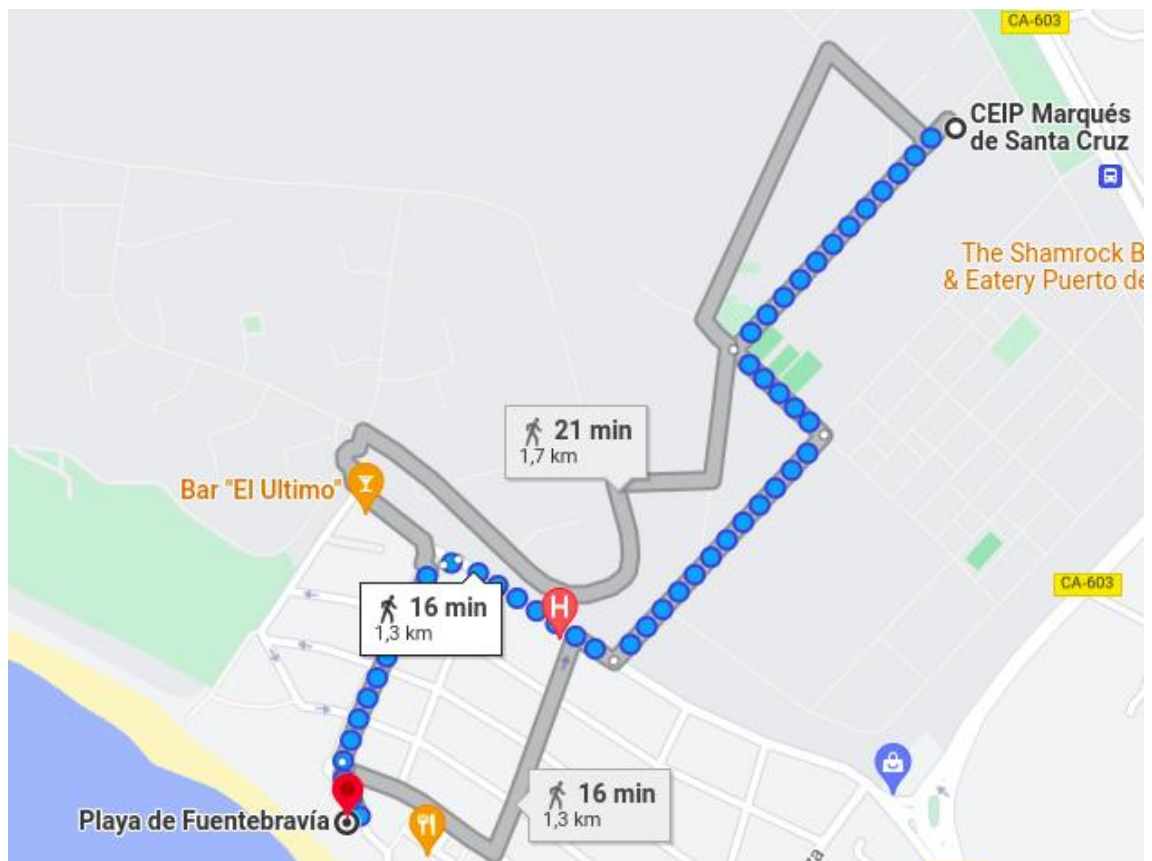 CA-603
CEIP Marqués
de Santa Cruz
The Shamrock B
& Eatery Puerto de
21 min
1,7 km
Bar "El Ultimo"
CA-603
16 min
1,3 km
H
16 min
1,3 km
Playa de Fuentebravía